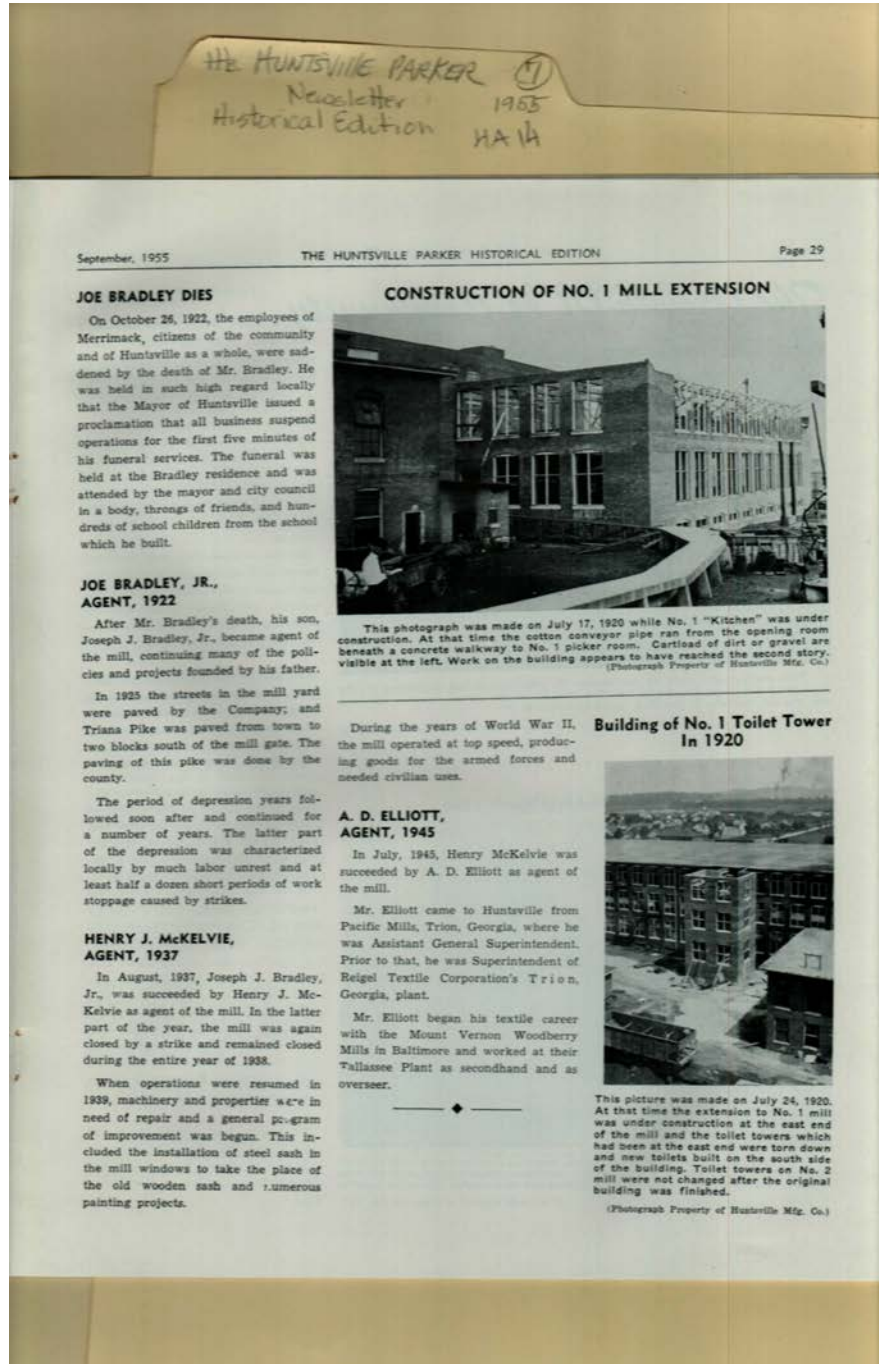 THE HUNTSVILLE PARKER 7
Newsletter 1955
Historical Edition HA 14
September, 1955
THE HUNTSVILLE PARKER HISTORICAL EDITION
Page 29
JOE BRADLEY DIES
On October 26, 1922, the employees of
Merrimack, citizens of the community
and of Huntsville as a whole, were sad-
dened by the death of Mr. Bradley. He
was held in such high regard locally
that the Mayor of Huntsville issued a
proclamation that all business suspend
operations for the first five minutes of
his funeral services. The funeral was
held at the Bradley residence and was
attended by the mayor and city council
in a body, throngs of friends, and hun-
dreds of school children from the school
which he built.
JOE BRADLEY, JR.,
AGENT, 1922
After Mr. Bradley's death, his son,
Joseph J. Bradley, Jr., became agent of
the mill, continuing many of the poli-
cies and projects founded by his father.
In 1925 the streets in the mill yard
were paved by the Company; and
Triana Pike was paved from town to
two blocks south of the mill gate. The
paving of this pike was done by the
county.
The period of depression years fol-
lowed soon after and continued for
a number of years. The latter part
of the depression was characterized
locally by much labor unrest and at
least half a dozen short periods of work
stoppage caused by strikes.
HENRY J. McKELVIE,
AGENT, 1937
In August, 1937, Joseph J. Bradley,
Jr., was succeeded by Henry J. Mc-
Kelvie as agent of the mill. In the latter
part of the year, the mill was again
closed by a strike and remained closed
during the entire year of 1938.
When operations were resumed in
1939, machinery and properties were in
need of repair and a general program
of improvement was begun. This in-
cluded the installation of steel sash in
the mill windows to take the place of
the old wooden sash and numerous
painting projects.
CONSTRUCTION OF NO. 1 MILL EXTENSION
This photograph was made on July 17, 1920 while No. 1 "Kitchen" was under
construction. At that time the cotton conveyor pipe ran from the opening room
beneath a concrete walkway to No. 1 picker room. Cartload of dirt or gravel are
visible at the left. Work on the building appears to have reached the second story.
(Photograph Property of Huntsville Mfg. Co.)
During the years of World War II,
the mill operated at top speed, produc-
ing goods for the armed forces and
needed civilian uses.
A. D. ELLIOTT,
AGENT, 1945
In July, 1945, Henry McKelvie was
succeeded by A. D. Elliott as agent of
the mill.
Mr. Elliott came to Huntsville from
Pacific Mills, Trion, Georgia, where he
was Assistant General Superintendent.
Prior to that, he was Superintendent of
Reigel Textile Corporation's Trion,
Georgia, plant.
Mr. Elliott began his textile career
with the Mount Vernon Woodberry
Mills in Baltimore and worked at their
Tallassee Plant as secondhand and as
overseer.
Building of No. 1 Toilet Tower
In 1920
This picture was made on July 24, 1920.
At that time the extension to No. 1 mill
was under construction at the east end
of the mill and the toilet towers which
had been at the east end were torn down
and new toilets built on the south side
of the building. Toilet towers on No. 2
mill were not changed after the original
building was finished.
(Photograph Property of Huntsville Mfg. Co.)